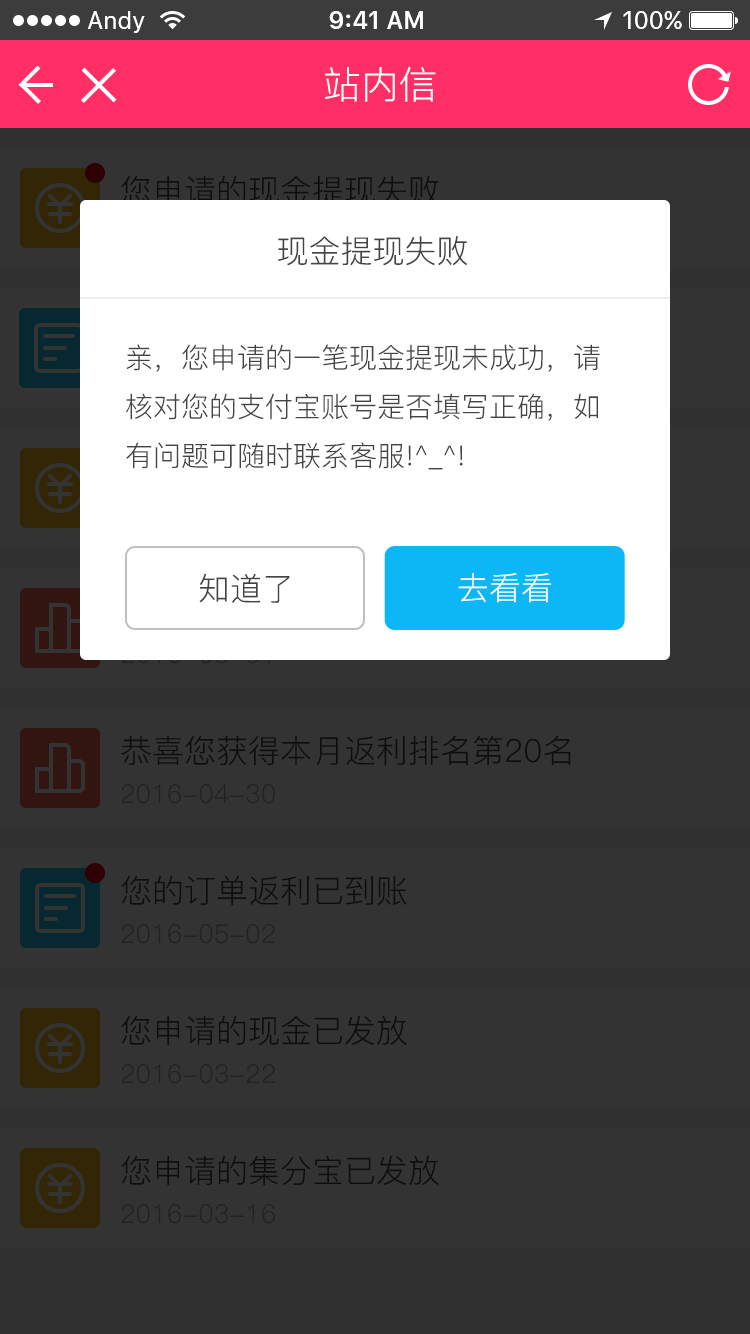 Andy 9:41 AM 100%
站内信
您申请的现金提现失败
现金提现失败
亲，您申请的一笔现金提现未成功，请
核对您的支付宝账号是否填写正确，如
有问题可随时联系客服!^_^!
知道了 去看看
恭喜您获得本月返利排名第20名
2016-04-30
您的订单返利已到账
2016-05-02
您申请的现金已发放
2016-03-22
您申请的集分宝已发放
2016-03-16